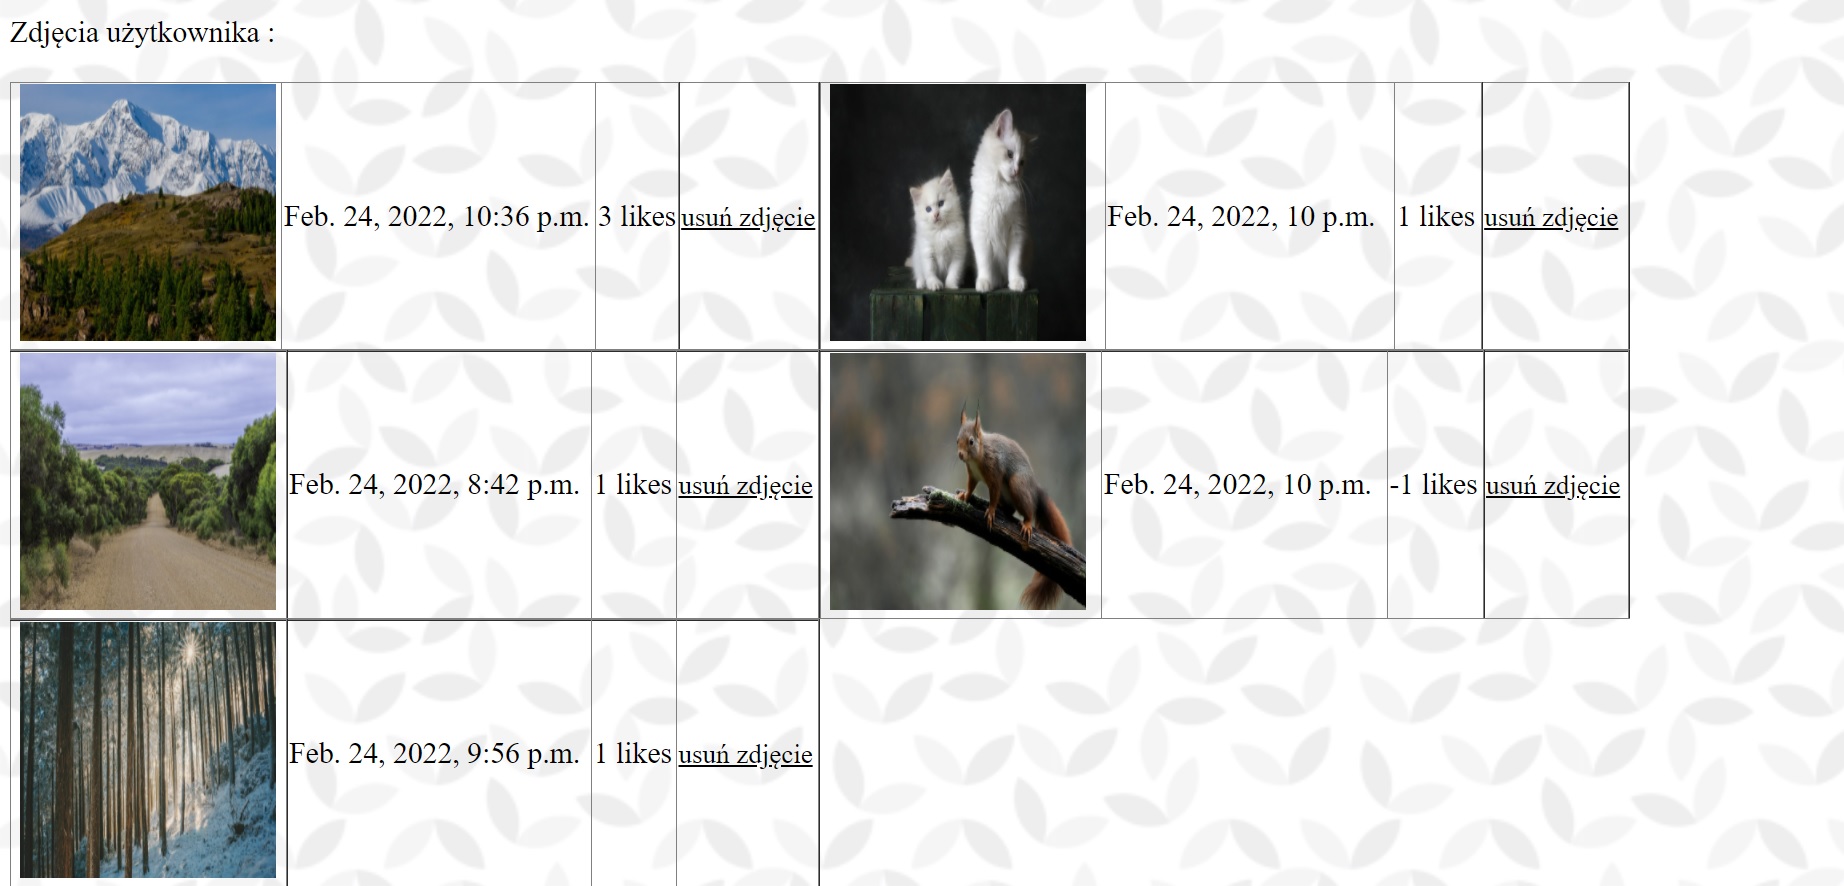 Zdjęcia użytkownika :
Feb. 24, 2022, 10:36 p.m. 3 likes usuń zdjęcie
Feb. 24, 2022, 10 p.m. 1 likes usuń zdjęcie
Feb. 24, 2022, 8:42 p.m. 1 likes usuń zdjęcie
Feb. 24, 2022, 10 p.m. -1 likes usuń zdjęcie
Feb. 24, 2022, 9:56 p.m. 1 likes usuń zdjęcie